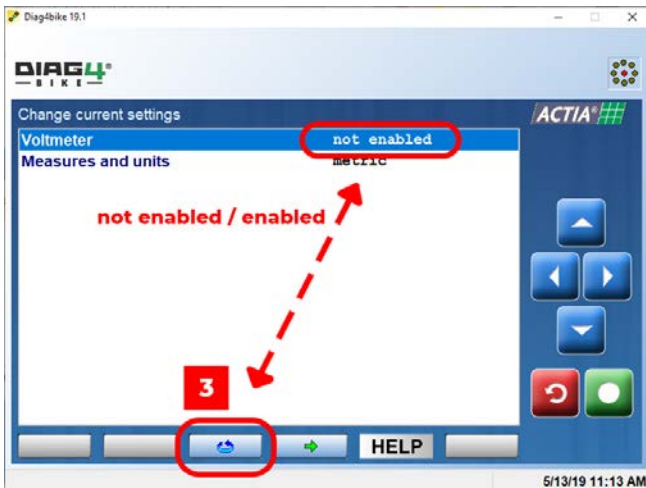 Diag4bike 19.1
DIAG4®
BIKE
Change current settings
ACTIA®
Voltmeter not enabled
Measures and units metric
not enabled / enabled
3
HELP
5/13/19 11:13 AM